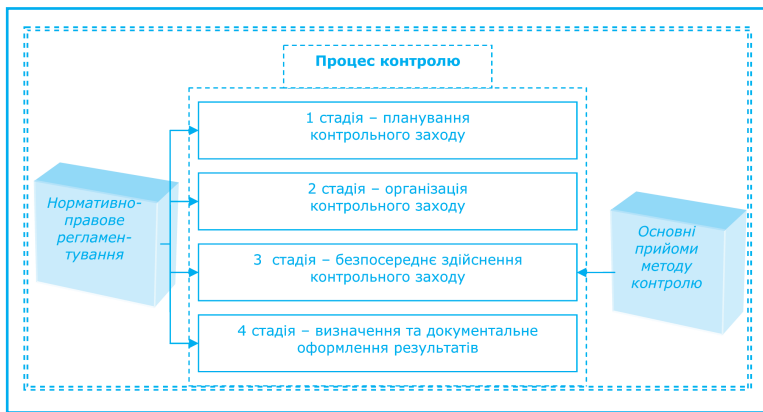 Процес контролю
1 стадія – планування
контрольного заходу
2 стадія – організація
контрольного заходу
3 стадія – безпосереднє здійснення
контрольного заходу
4 стадія – визначення та документальне
оформлення результатів
Нормативно-
правове
регламен-
тування
Основні
прийоми
методу
контролю